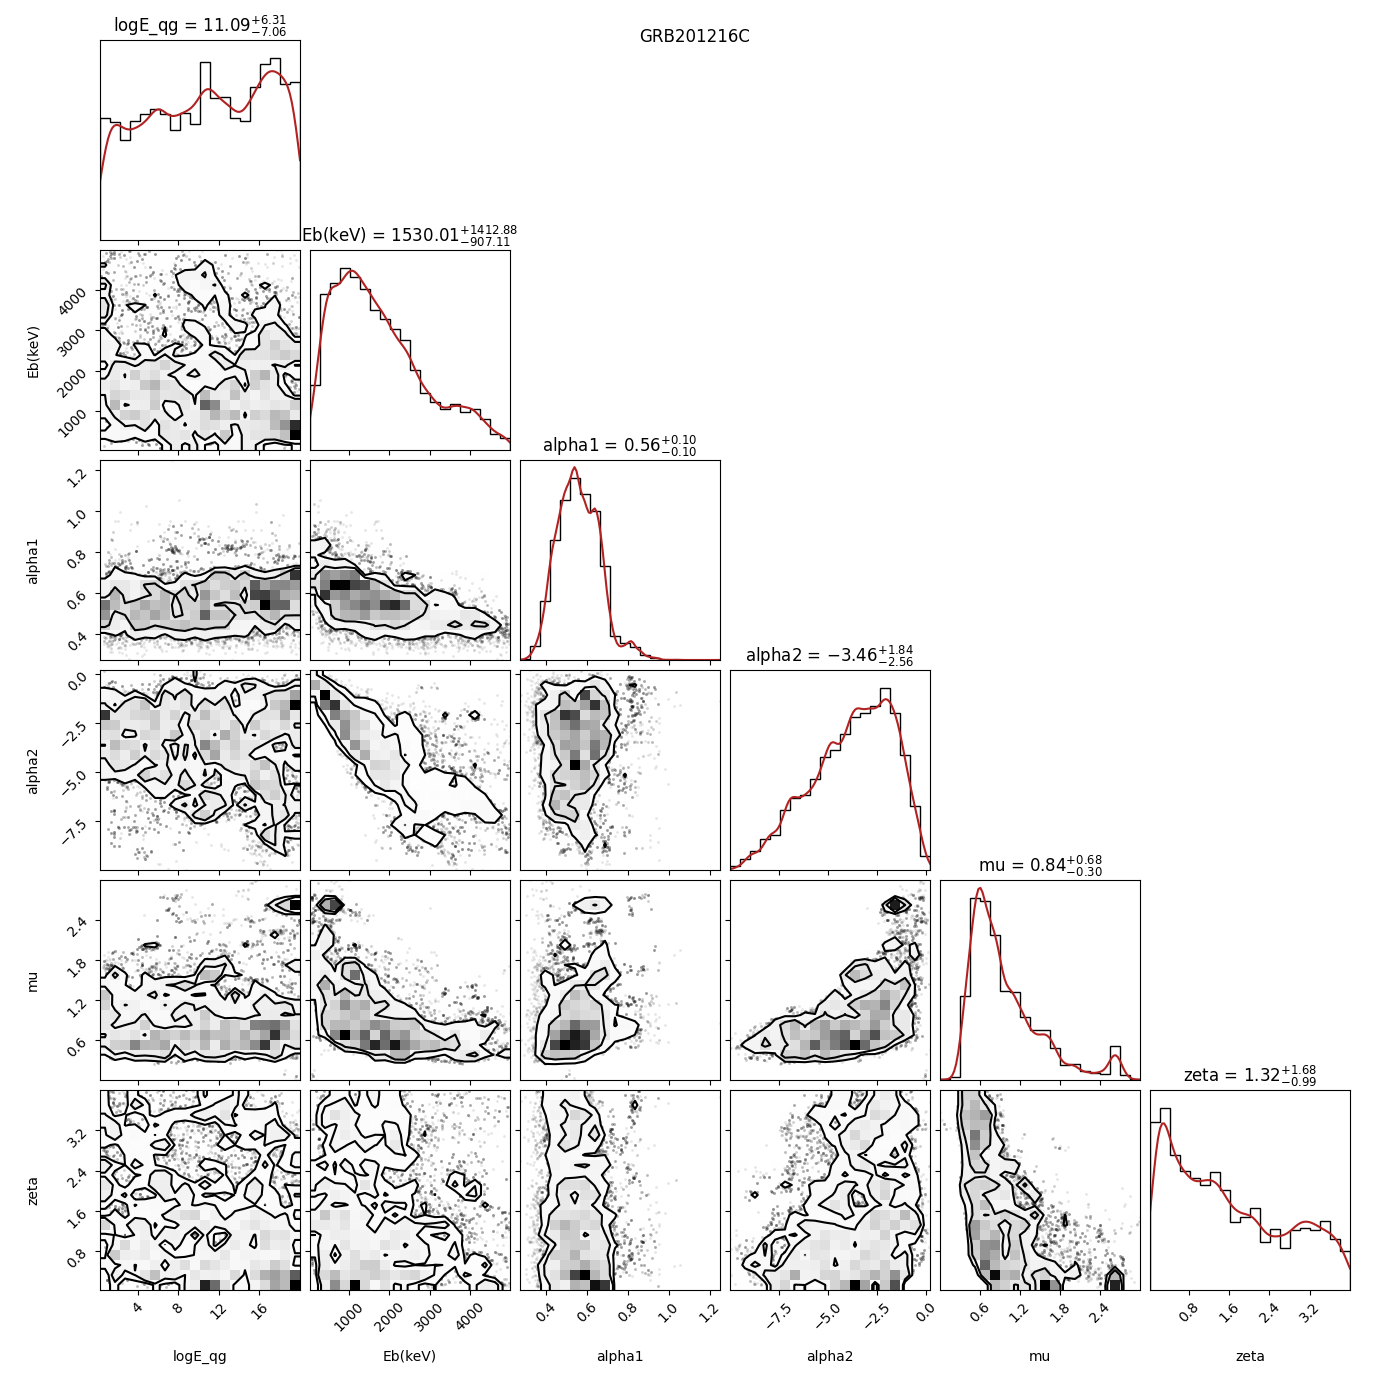 GRB201216C
logE_qg = 11.09+6.31−7.06
Eb(keV) = 1530.01+1412.88−907.11
Eb(keV)
4000
3000
2000
1000
alpha1 = 0.56+0.10−0.10
alpha1
1.2
1.0
0.8
0.6
0.4
alpha2 = −3.46+1.84−2.56
alpha2
0.0
−2.5
−5.0
−7.5
mu = 0.84+0.68−0.30
mu
2.4
1.8
1.2
0.6
zeta = 1.32+1.68−0.99
zeta
3.2
2.4
1.6
0.8
4 8 12 16
1000 2000 3000 4000
0.4 0.6 0.8 1.0 1.2
−7.5 −5.0 −2.5 0.0
0.6 1.2 1.8 2.4
0.8 1.6 2.4 3.2
logE_qg Eb(keV) alpha1 alpha2 mu zeta